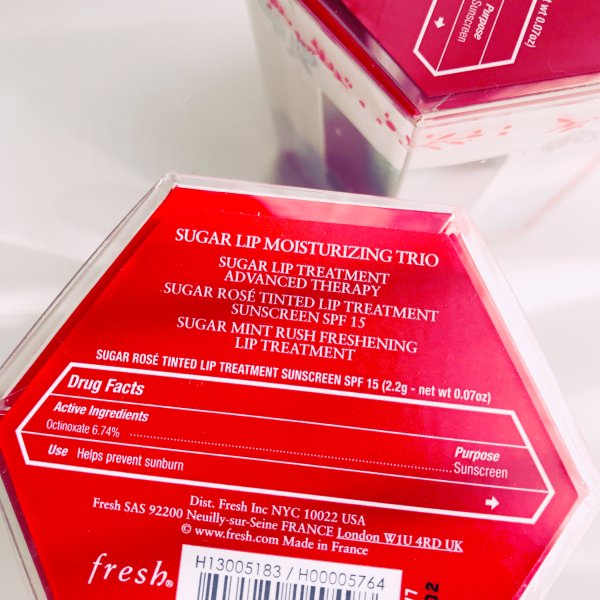 t wt 0.07oz)
Purpose
Sunscreen
SUGAR LIP MOISTURIZING TRIO
SUGAR LIP TREATMENT
ADVANCED THERAPY
SUGAR ROSÉ TINTED LIP TREATMENT
SUNSCREEN SPF 15
SUGAR MINT RUSH FRESHENING
LIP TREATMENT
SUGAR ROSÉ TINTED LIP TREATMENT SUNSCREEN SPF 15 (2.2g - net wt 0.07oz)
Drug Facts
Active Ingredients Purpose
Octinoxate 6.74% ........ Sunscreen
Use Helps prevent sunburn
Dist. Fresh Inc NYC 10022 USA
Fresh SAS 92200 Neuilly-sur-Seine FRANCE London W1U 4RD UK
© www.fresh.com Made in France
fresh®
H13005183 / H00005764